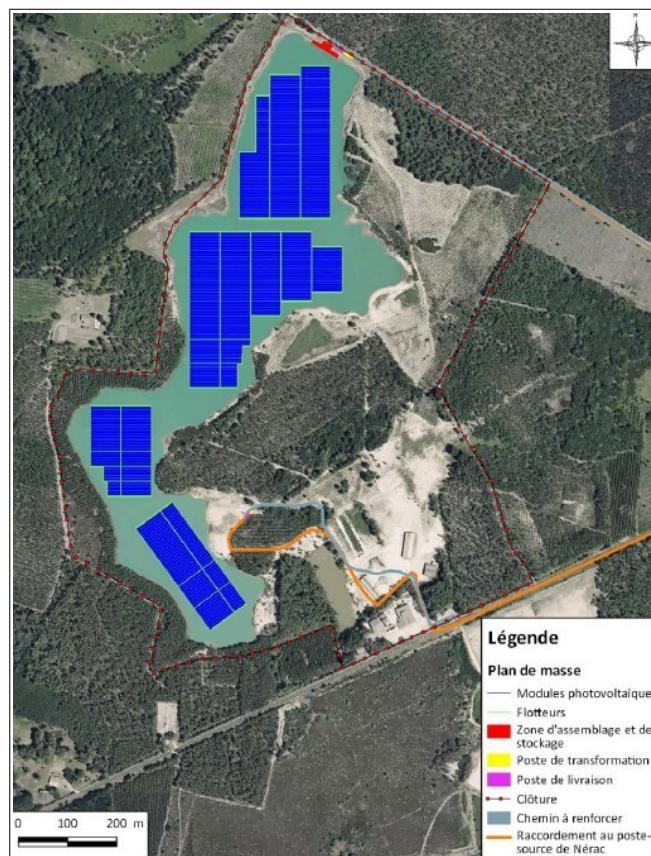 N
Légende
Plan de masse
Modules photovoltaïque
Flotteurs
Zone d'assemblage et de
stockage
Poste de transformation
Poste de livraison
Clôture
Chemin à renforcer
Raccordement au poste-
source de Nérac
0 100 200 m